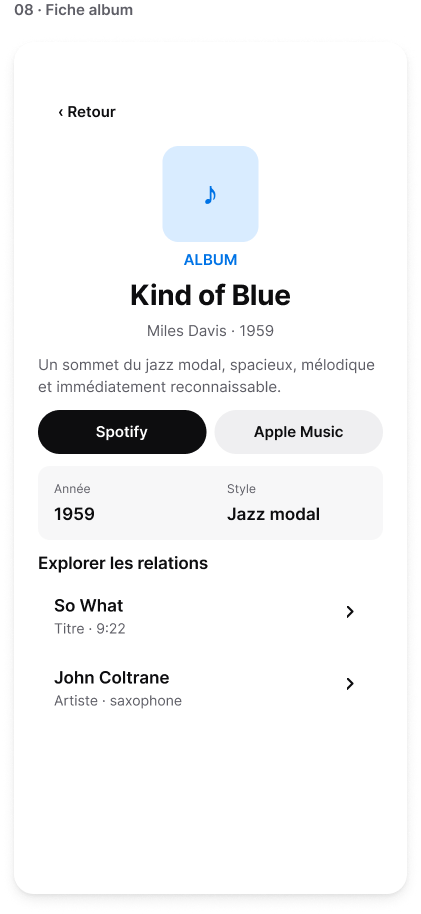 08 · Fiche album
‹ Retour
♪
ALBUM
Kind of Blue
Miles Davis · 1959
Un sommet du jazz modal, spacieux, mélodique
et immédiatement reconnaissable.
Spotify
Apple Music
Année
Style
1959
Jazz modal
Explorer les relations
So What
Titre · 9:22
John Coltrane
Artiste · saxophone